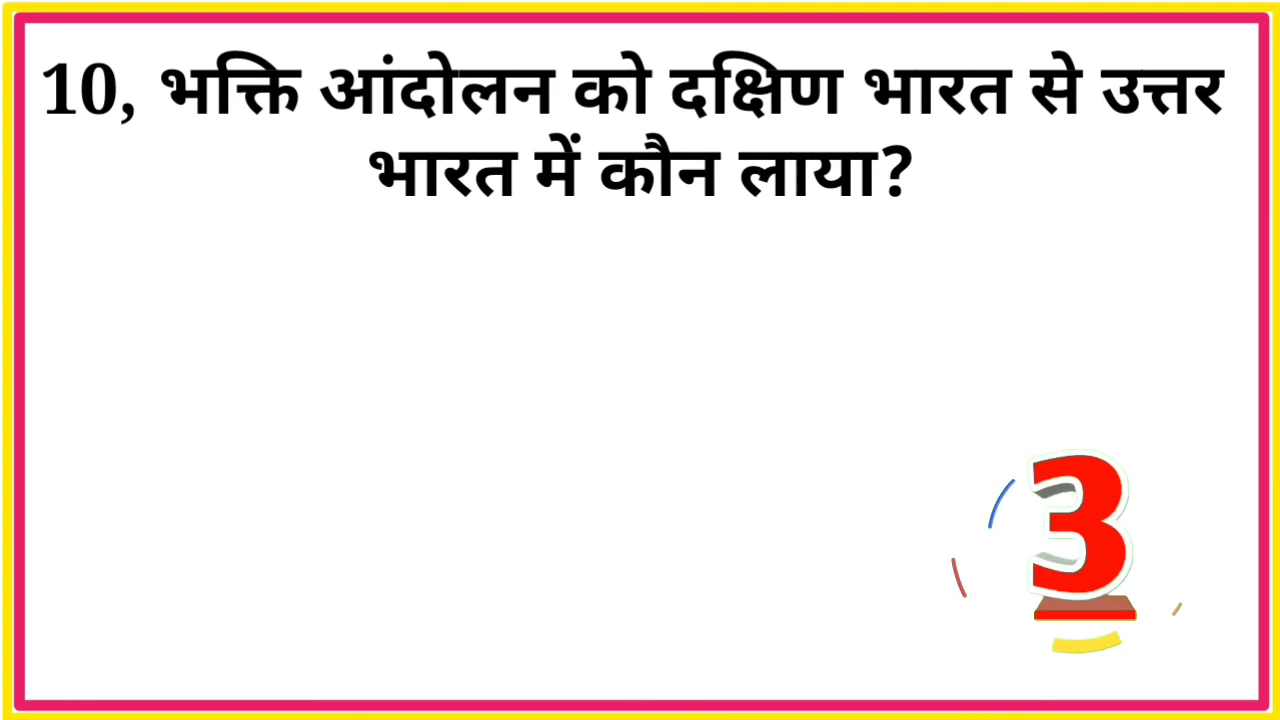 10, भक्ति आंदोलन को दक्षिण भारत से उत्तर
भारत में कौन लाया?
3